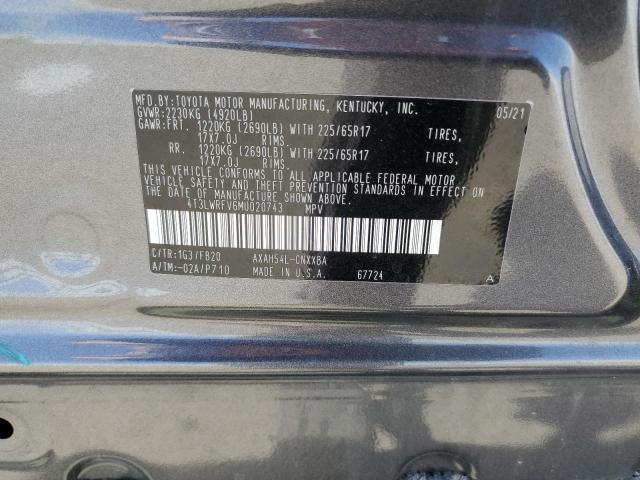 MFD.BY:TOYOTA MOTOR MANUFACTURING, KENTUCKY, INC. 05/21
GVWR:2230KG (4920LB)
GAWR:FRT. 1220KG (2690LB) WITH 225/65R17 TIRES,
17X7.0J RIMS.
RR. 1220KG (2690LB) WITH 225/65R17 TIRES,
17X7.0J RIMS.
THIS VEHICLE CONFORMS TO ALL APPLICABLE FEDERAL MOTOR
VEHICLE SAFETY AND THEFT PREVENTION STANDARDS IN EFFECT ON
THE DATE OF MANUFACTURE SHOWN ABOVE.
4T3LWRFV6MU020743 MPV
C/TR:1G3/FB20 AXAH54L-CNXXBA
A/TM:-02A/P710 MADE IN U.S.A. 67724 A